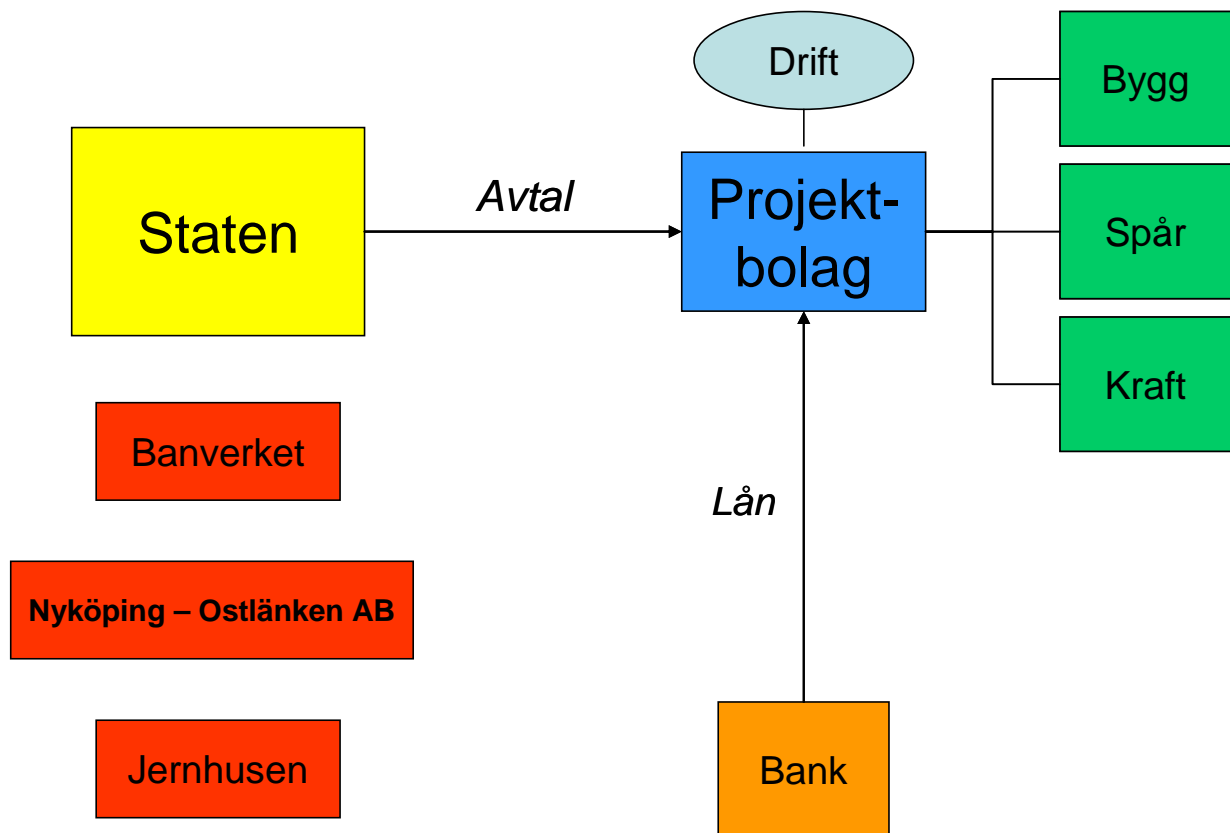 Drift
Bygg
Staten
Avtal
Projekt-
bolag
Spår
Kraft
Banverket
Lån
Nyköping – Ostlänken AB
Jernhusen
Bank